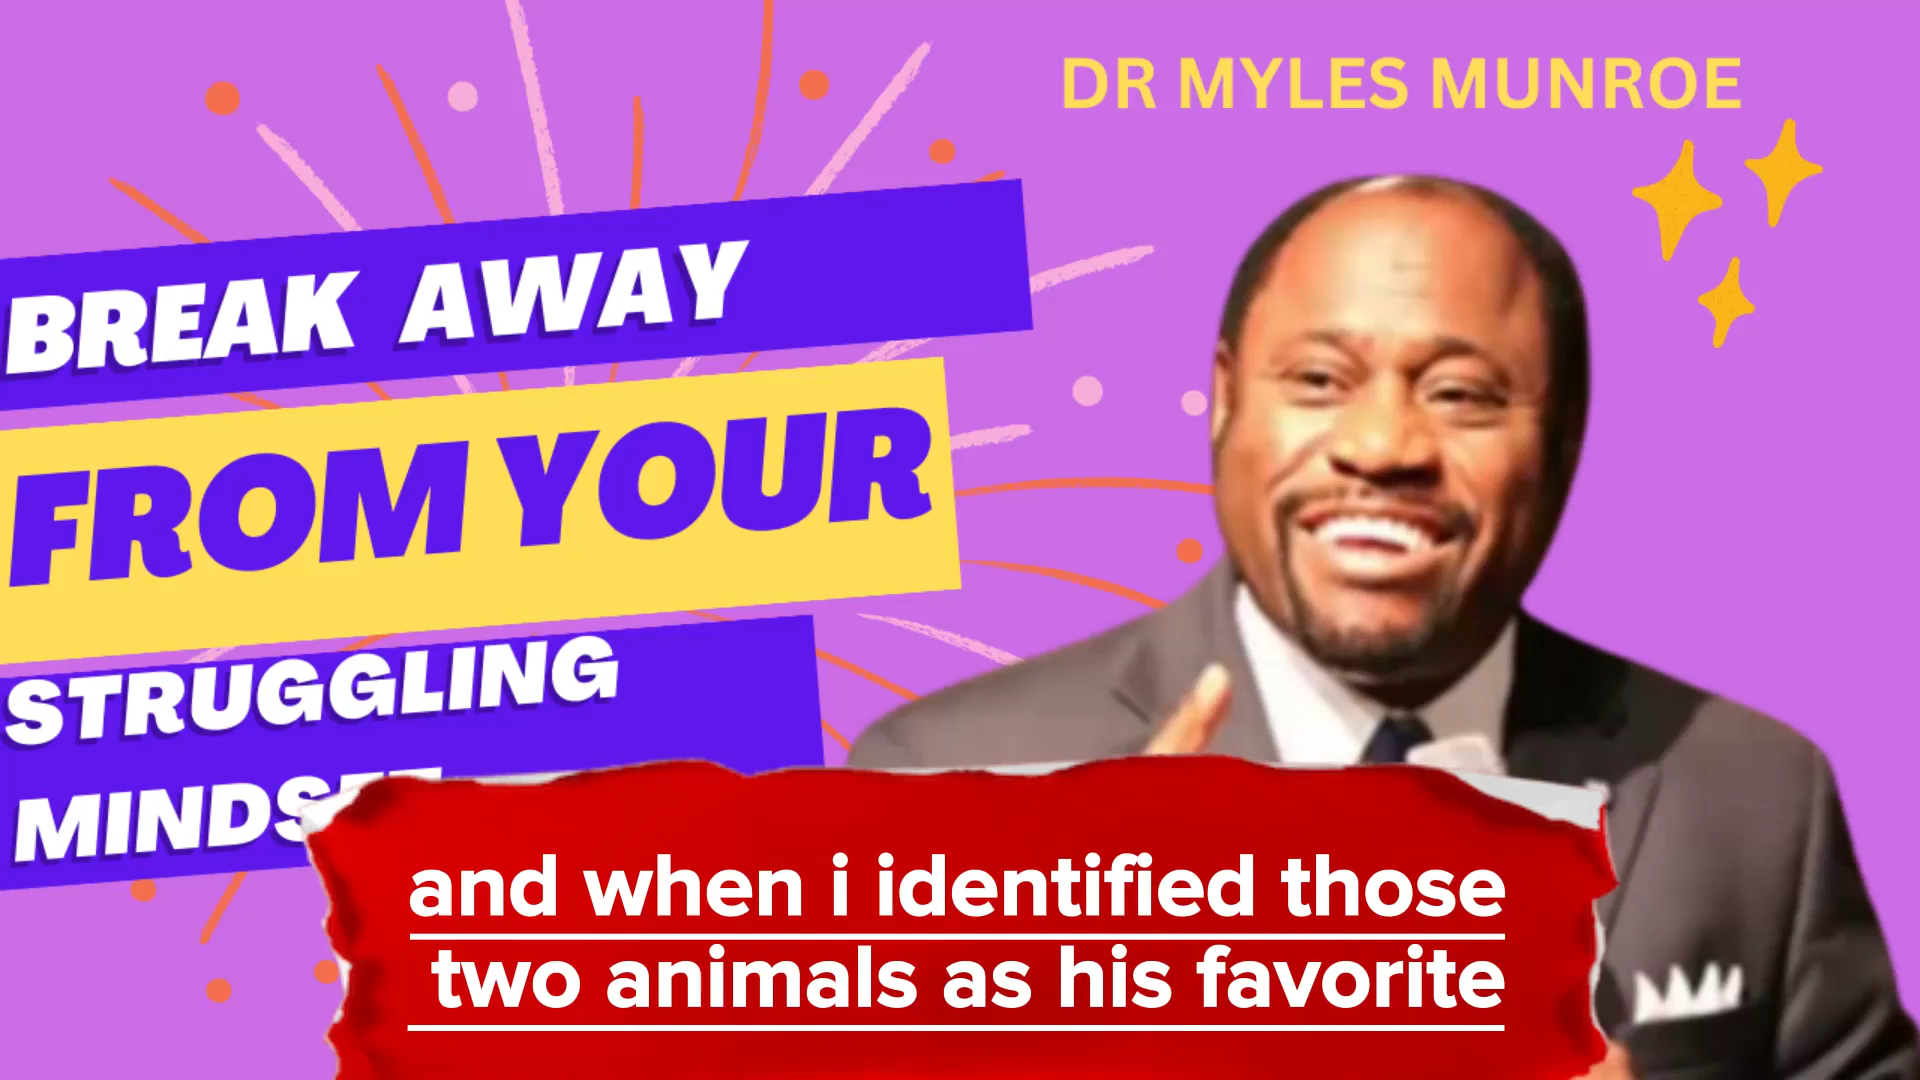 DR MYLES MUNROE
BREAK AWAY
FROM YOUR
STRUGGLING
and when i identified those
two animals as his favorite